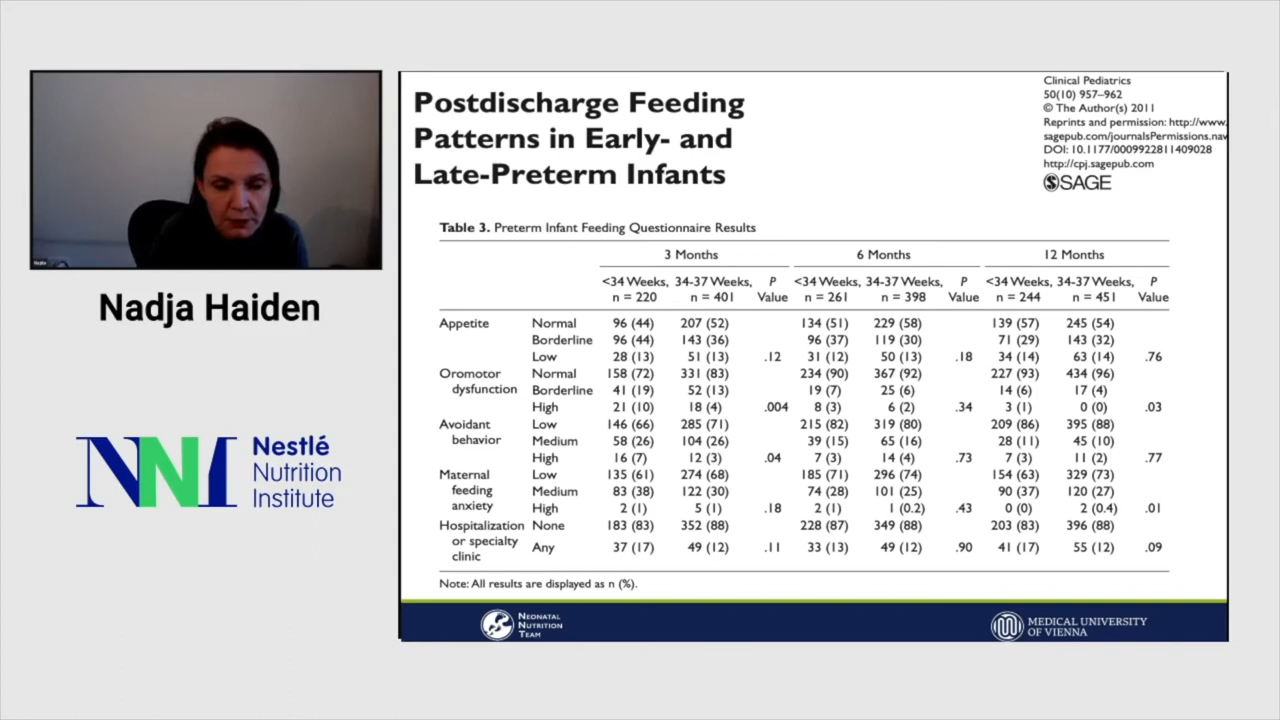 Postdischarge Feeding
Patterns in Early- and
Late-Preterm Infants
Clinical Pediatrics
50(10) 957–962
© The Author(s) 2011
Reprints and permission: http://www.
sagepub.com/journalsPermissions.nav
DOI: 10.1177/0009922811409028
http://cpj.sagepub.com
SAGE
Nadja Haiden
NNI Nestlé
Nutrition
Institute
Table 3. Preterm Infant Feeding Questionnaire Results
3 Months 6 Months 12 Months
<34 Weeks, 34-37 Weeks, P <34 Weeks, 34-37 Weeks, P <34 Weeks, 34-37 Weeks, P
n = 220 n = 401 Value n = 261 n = 398 Value n = 244 n = 451 Value
Appetite Normal 96 (44) 207 (52) 134 (51) 229 (58) 139 (57) 245 (54)
Borderline 96 (44) 143 (36) 96 (37) 119 (30) 71 (29) 143 (32)
Low 28 (13) 51 (13) .12 31 (12) 50 (13) .18 34 (14) 63 (14) .76
Oromotor Normal 158 (72) 331 (83) 234 (90) 367 (92) 227 (93) 434 (96)
dysfunction Borderline 41 (19) 52 (13) 19 (7) 25 (6) 14 (6) 17 (4)
High 21 (10) 18 (4) .004 8 (3) 6 (2) .34 3 (1) 0 (0) .03
Avoidant Low 146 (66) 285 (71) 215 (82) 319 (80) 209 (86) 395 (88)
behavior Medium 58 (26) 104 (26) 39 (15) 65 (16) 28 (11) 45 (10)
High 16 (7) 12 (3) .04 7 (3) 14 (4) .73 7 (3) 11 (2) .77
Maternal Low 135 (61) 274 (68) 185 (71) 296 (74) 154 (63) 329 (73)
feeding Medium 83 (38) 122 (30) 74 (28) 101 (25) 90 (37) 120 (27)
anxiety High 2 (1) 5 (1) .18 2 (1) 1 (0.2) .43 0 (0) 2 (0.4) .01
Hospitalization None 183 (83) 352 (88) 228 (87) 349 (88) 203 (83) 396 (88)
or specialty
clinic Any 37 (17) 49 (12) .11 33 (13) 49 (12) .90 41 (17) 55 (12) .09
Note: All results are displayed as n (%).
Neonatal
Nutrition
Team
MEDICAL UNIVERSITY
OF VIENNA